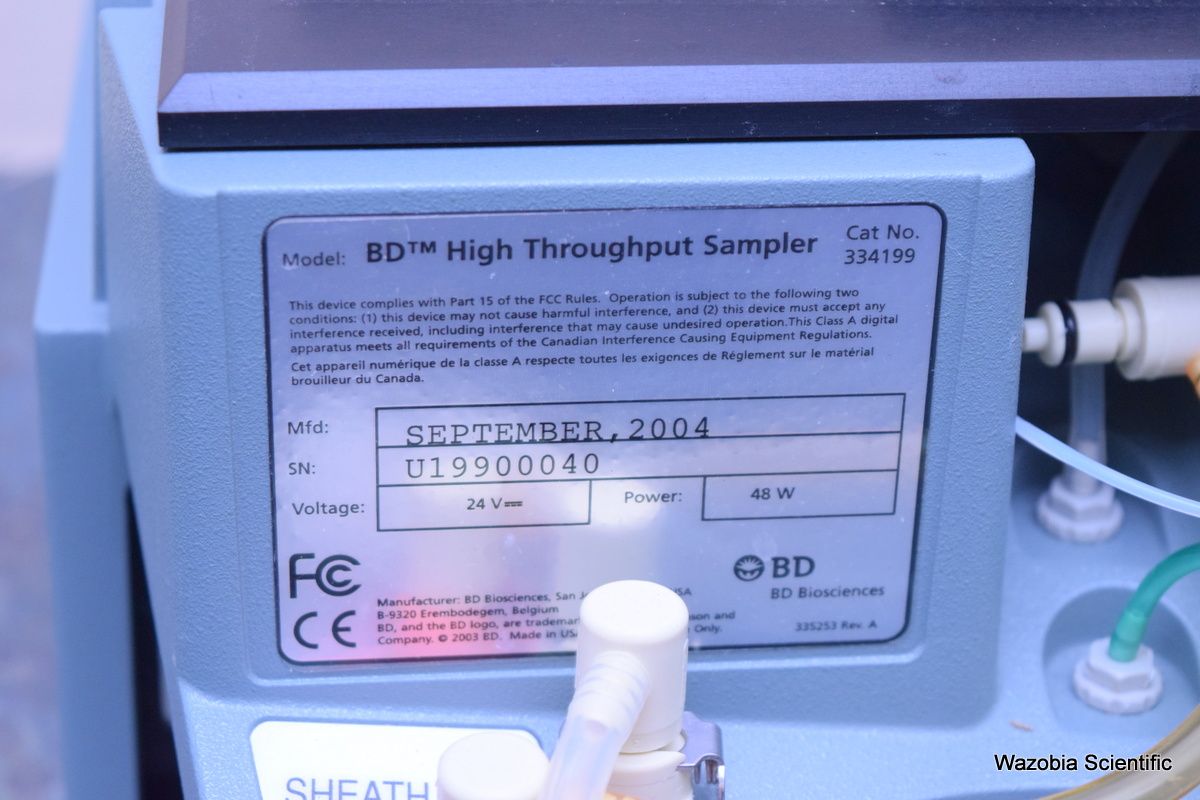 Model: BD™ High Throughput Sampler Cat No. 334199
This device complies with Part 15 of the FCC Rules. Operation is subject to the following two
conditions: (1) this device may not cause harmful interference, and (2) this device must accept any
interference received, including interference that may cause undesired operation.This Class A digital
apparatus meets all requirements of the Canadian Interference Causing Equipment Regulations.
Cet appareil numérique de la classe A respecte toutes les exigences de Réglement sur le matérial
brouilleur du Canada.
Mfd: SEPTEMBER, 2004
SN: U19900040
Voltage: 24 V Power: 48 W
FC
CE
BD
BD Biosciences
Manufacturer: BD Biosciences, San USA
B-9320 Erembodegem, Belgium
BD, and the BD logo, are and
Company. © 2003 BD. Made in Only.
335253 Rev. A
SHEATH
Wazobia Scientific